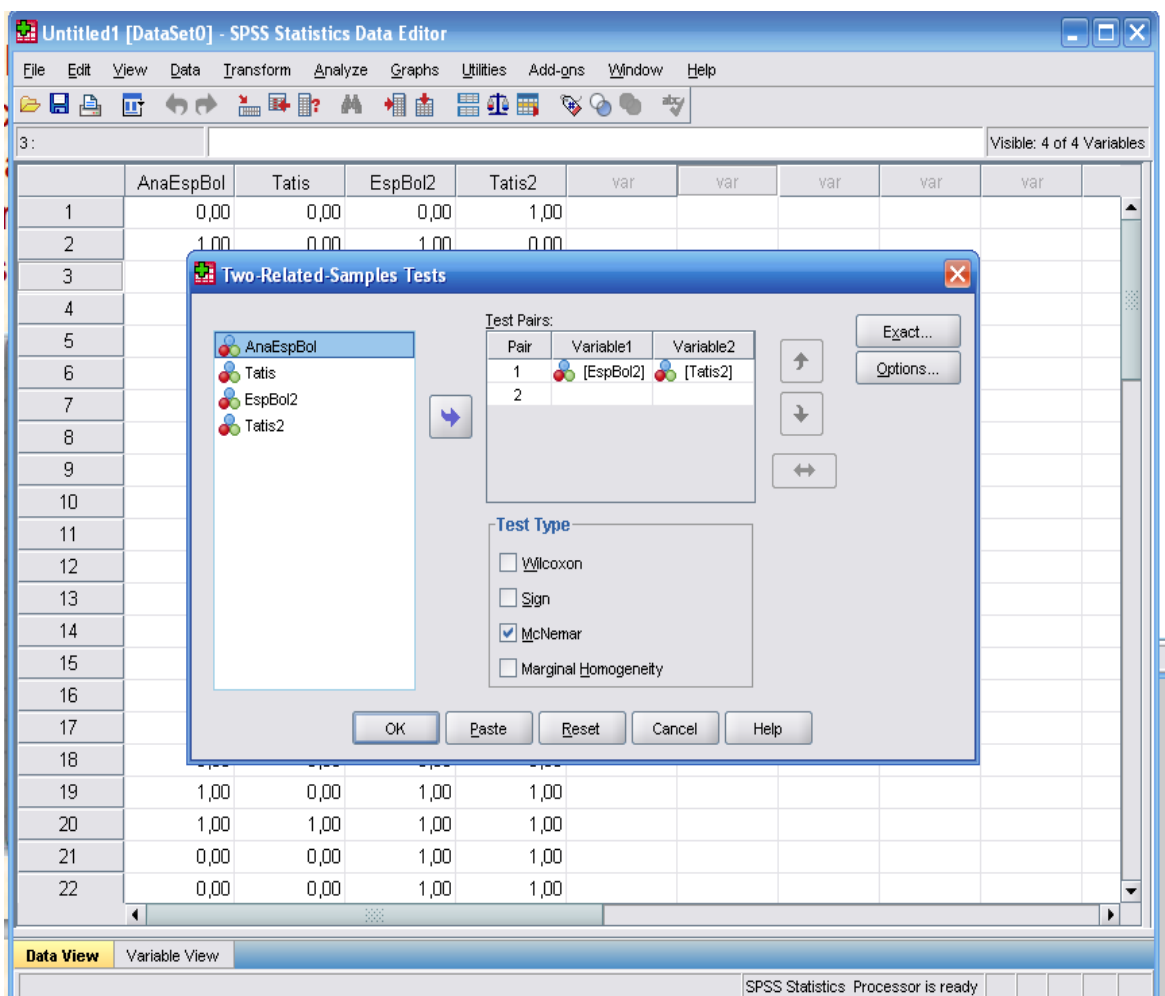 Untitled1 [DataSet0] - SPSS Statistics Data Editor
File Edit View Data Transform Analyze Graphs Utilities Add-ons Window Help
3 : Visible: 4 of 4 Variables
AnaEspBol Tatis EspBol2 Tatis2 var var var var var
1 0,00 0,00 0,00 1,00
2 1,00 0,00 1,00 0,00
3
4
5
6
7
8
9
10
11
12
13
14
15
16
17
18
19 1,00 0,00 1,00 1,00
20 1,00 1,00 1,00 1,00
21 0,00 0,00 1,00 1,00
22 0,00 0,00 1,00 1,00
Two-Related-Samples Tests
AnaEspBol
Tatis
EspBol2
Tatis2
Test Pairs:
Pair Variable1 Variable2
1 [EspBol2] [Tatis2]
2
Exact...
Options...
Test Type
Wilcoxon
Sign
McNemar
Marginal Homogeneity
OK Paste Reset Cancel Help
Data View Variable View
SPSS Statistics Processor is ready